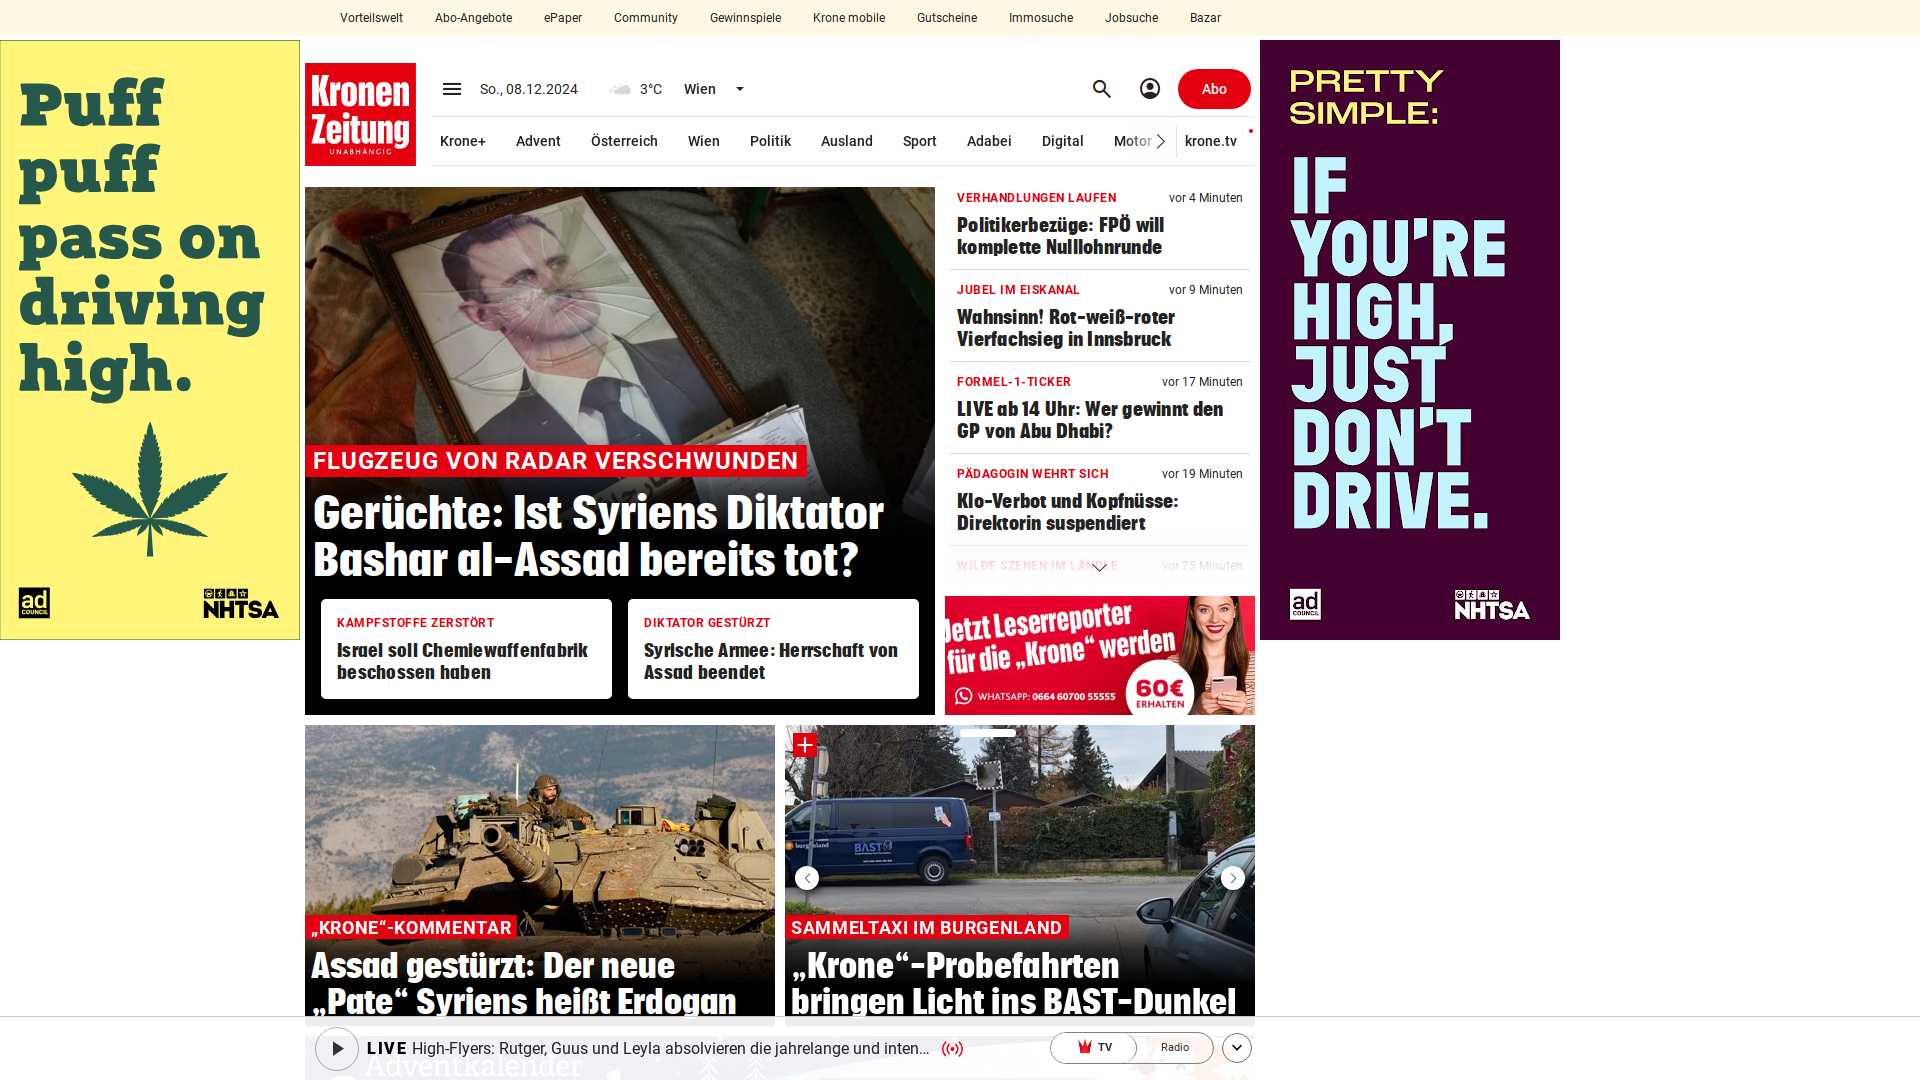 Vorteilswelt
Abo-Angebote
ePaper
Community
Gewinnspiele
Krone mobile
Gutscheine
Immosuche
Jobsuche
Bazar
Puff
puff
pass on
driving
high.
ad
COUNCIL
NHTSA
Kronen
Zeitung
UNABHÄNGIG
So., 08.12.2024
3°C
Wien
Abo
Krone+
Advent
Österreich
Wien
Politik
Ausland
Sport
Adabei
Digital
Motor
krone.tv
FLUGZEUG VON RADAR VERSCHWUNDEN
Gerüchte: Ist Syriens Diktator
Bashar al-Assad bereits tot?
KAMPFSTOFFE ZERSTÖRT
Israel soll Chemiewaffenfabrik
beschossen haben
DIKTATOR GESTÜRZT
Syrische Armee: Herrschaft von
Assad beendet
VERHANDLUNGEN LAUFEN
vor 4 Minuten
Politikerbezüge: FPÖ will
komplette Nulllohnrunde
JUBEL IM EISKANAL
vor 9 Minuten
Wahnsinn! Rot-weiß-roter
Vierfachsieg in Innsbruck
FORMEL-1-TICKER
vor 17 Minuten
LIVE ab 14 Uhr: Wer gewinnt den
GP von Abu Dhabi?
PÄDAGOGIN WEHRT SICH
vor 19 Minuten
Klo-Verbot und Kopfnüsse:
Direktorin suspendiert
WILDE SZENEN IM LÄNDLE
vor 25 Minuten
Jetzt Leserreporter
für die „Krone“ werden
WHATSAPP: 0664 60700 55555
60€
ERHALTEN
PRETTY
SIMPLE:
IF
YOU'RE
HIGH,
JUST
DON'T
DRIVE.
ad
COUNCIL
NHTSA
„KRONE“-KOMMENTAR
Assad gestürzt: Der neue
„Pate“ Syriens heißt Erdogan
burgenland
BAST
SAMMELTAXI IM BURGENLAND
„Krone“-Probefahrten
bringen Licht ins BAST-Dunkel
LIVE High-Flyers: Rutger, Guus und Leyla absolvieren die jahrelange und inten...
TV
Radio
Adventkalender